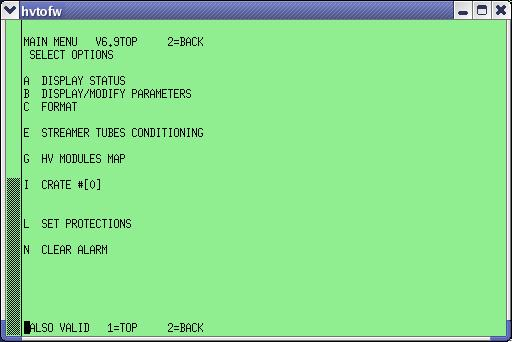 hvtofw
MAIN MENU V6.9TOP 2=BACK
SELECT OPTIONS
A DISPLAY STATUS
B DISPLAY/MODIFY PARAMETERS
C FORMAT
E STREAMER TUBES CONDITIONING
G HV MODULES MAP
I CRATE #[0]
L SET PROTECTIONS
N CLEAR ALARM
ALSO VALID 1=TOP 2=BACK